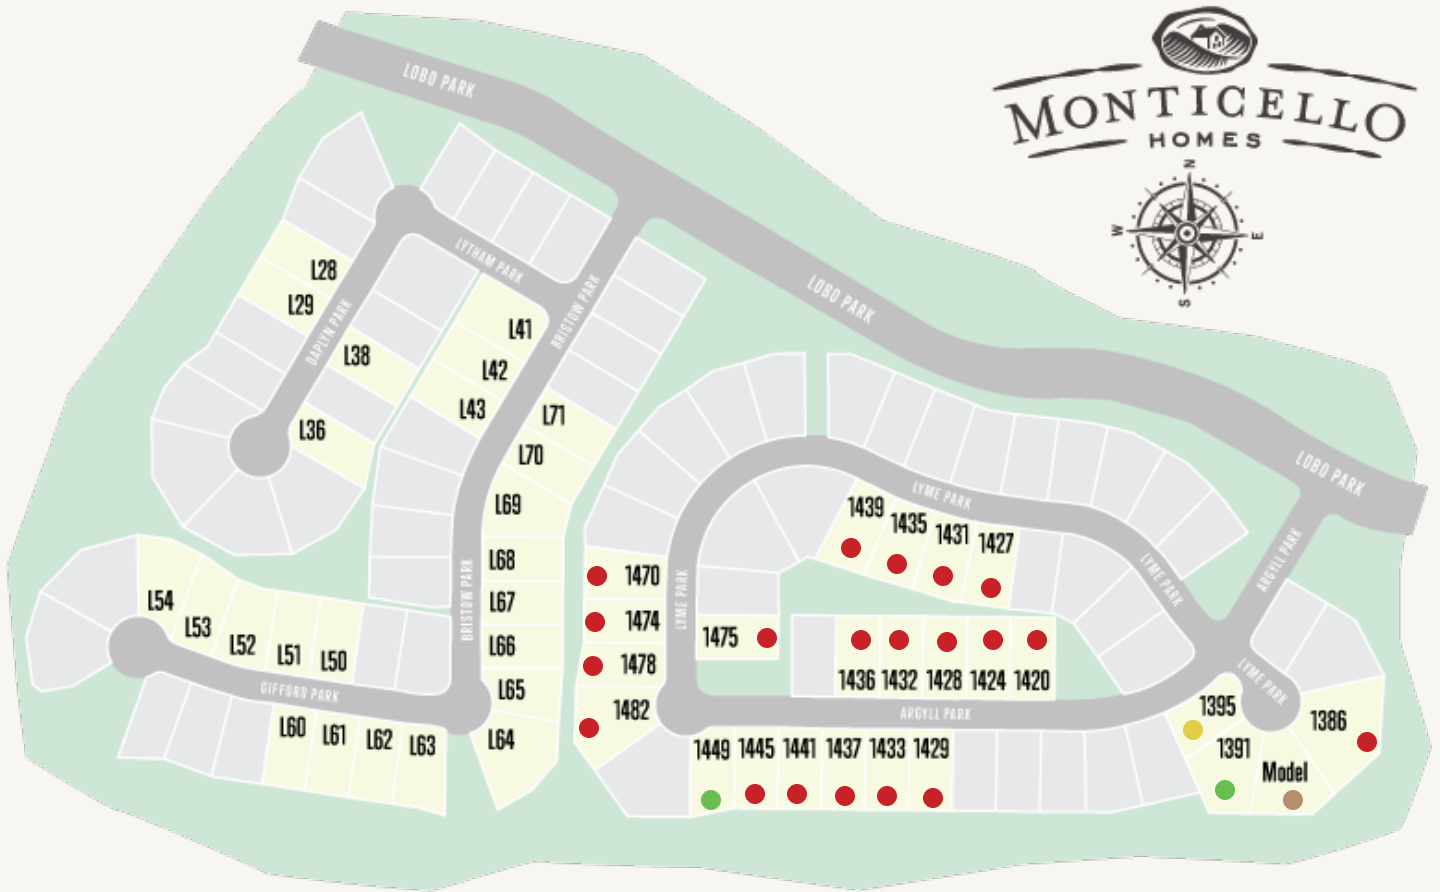 MONTICELLO
HOMES
N
W
E
S
LOBO PARK
LYTHAM PARK
BRISTOW PARK
DAPLYN PARK
LOBO PARK
L28
L29
L38
L36
L41
L42
L43
L71
L70
L69
L68
L67
L66
L65
L64
BRISTOW PARK
L54
L53
L52
L51
L50
GIFFORD PARK
L60
L61
L62
L63
LYME PARK
1439
1435
1431
1427
LOBO PARK
ARGYLL PARK
LYME PARK
1470
1474
1478
1482
LYME PARK
1475
1436
1432
1428
1424
1420
ARGYLL PARK
1449
1445
1441
1437
1433
1429
LYME PARK
1395
1391
Model
1386